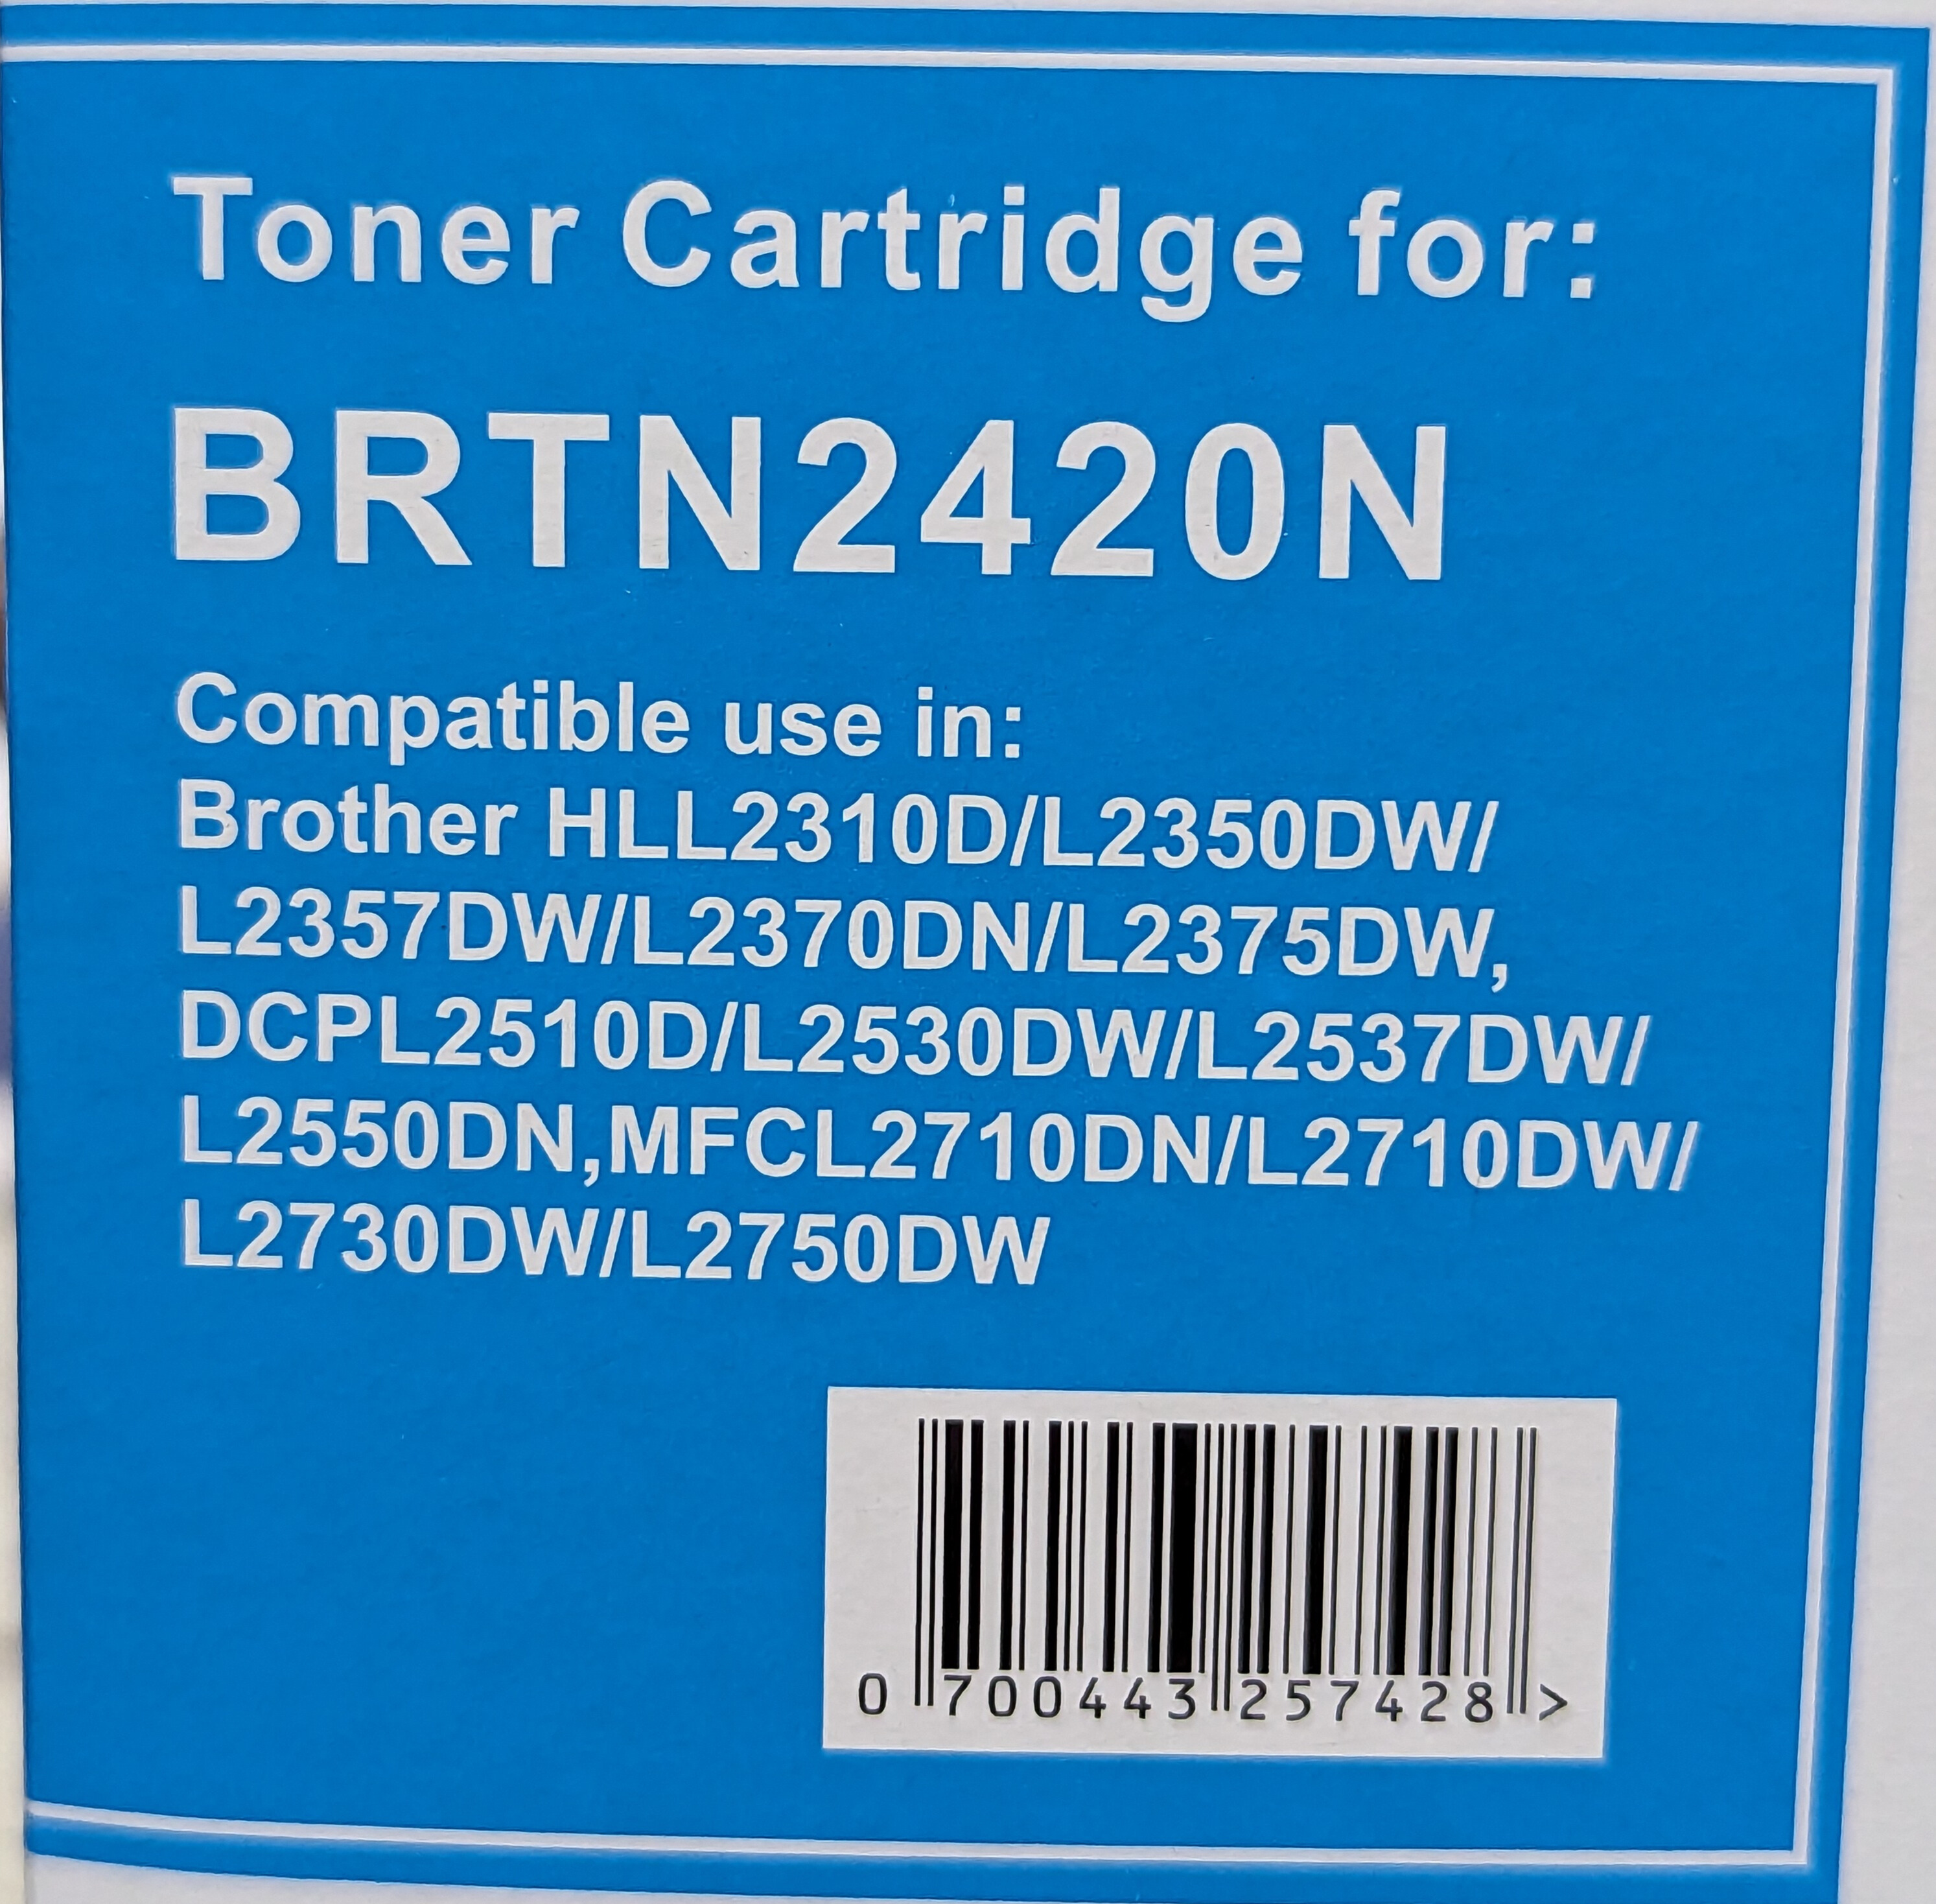 Toner Cartridge for:
BRTN2420N
Compatible use in:
Brother HLL2310D/L2350DW/
L2357DW/L2370DN/L2375DW,
DCPL2510D/L2530DW/L2537DW/
L2550DN,MFCL2710DN/L2710DW/
L2730DW/L2750DW
0 700443 257428 >